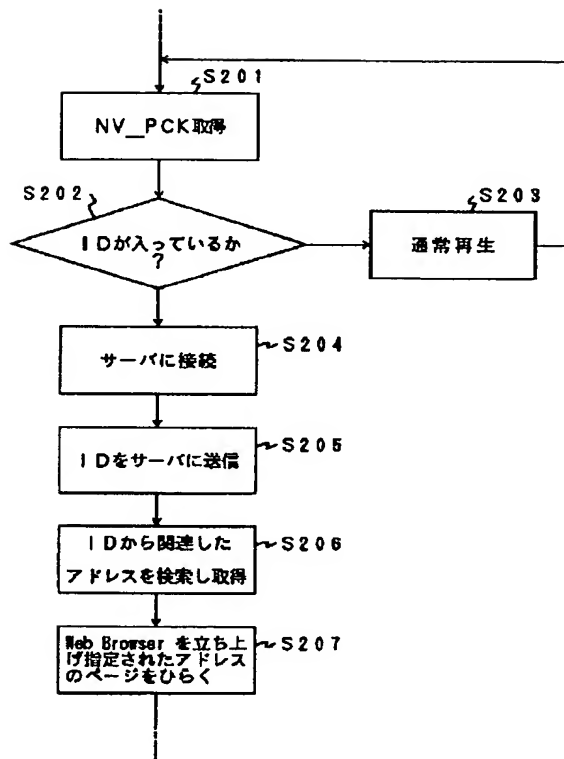 S201
NV_PCK取得
S202
IDが入っているか
?
S203
通常再生
サーバに接続
S204
IDをサーバに送信
S205
IDから関連した
アドレスを検索し取得
S206
Web Browser を立ち上
げ指定されたアドレス
のページをひらく
S207